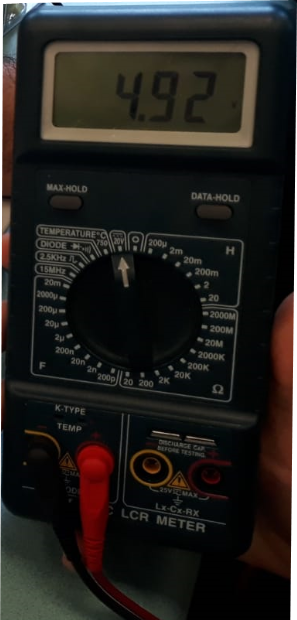 4.92
MAX-HOLD
DATA-HOLD
TEMPERATURE°C
DIODE
2.5KHz
15MHz
750
20V
200µ
2m
20m
200m
2
20
H
2000M
200M
20M
2000K
200K
20K
2K
200
20
Ω
20m
2000µ
200µ
20µ
2µ
200n
20n
2n
200p
F
K-TYPE
TEMP
DISCHARGE CAP.
BEFORE TESTING
Lx-Cx-RX
LCR METER